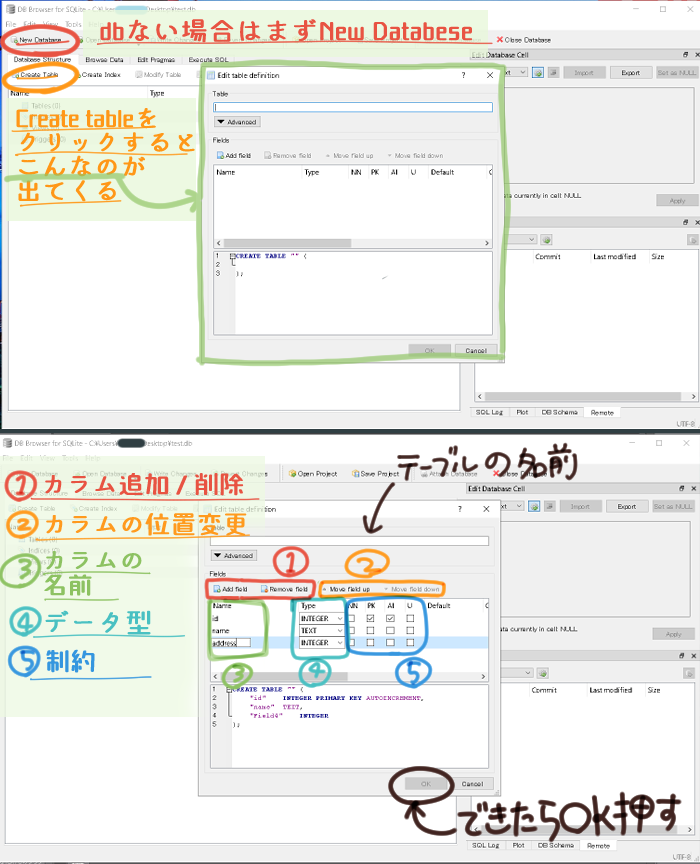 DB Browser for SQLite - C:¥Users
test.db
File Edit View Tools
New Database
dbない場合はまずNew Databese
Close Database
Database Structure Browse Data Edit Pragmas Execute SQL
Edit Database Cell
Create Table Create Index Modify Table
Import Export Set as NULL
Name Type
Tables (0)
Edit table definition
Table
Advanced
Fields
Add field Remove field Move field up Move field down
Name Type NN PK AI U Default
Create tableを
クリックすると
こんなのが
出てくる
currently in cell: NULL
Apply
Commit Last modified Size
1 CREATE TABLE "" (
2
3 );
OK Cancel
SQL Log Plot DB Schema Remote
UTF-8
DB Browser for SQLite - C:¥Users
Desktop¥test.db
Open Project Save Project
Close Database
テーブルの名前
①カラム追加/削除
②カラムの位置変更
③カラムの
名前
④データ型
⑤制約
Edit Database Cell
Import Export Set as NULL
Edit table definition
Advanced
① ②
Fields
Add field Remove field Move field up Move field down
Name Type NN PK AI U Default
id INTEGER
name TEXT
address INTEGER
③ ④ ⑤
data currently in cell: NULL
Apply
Commit Last modified Size
1 CREATE TABLE "" (
2 "id" INTEGER PRIMARY KEY AUTOINCREMENT,
3 "name" TEXT,
4 "Field4" INTEGER
5 );
OK Cancel
できたらOK押す
SQL Log Plot DB Schema Remote
UTF-8